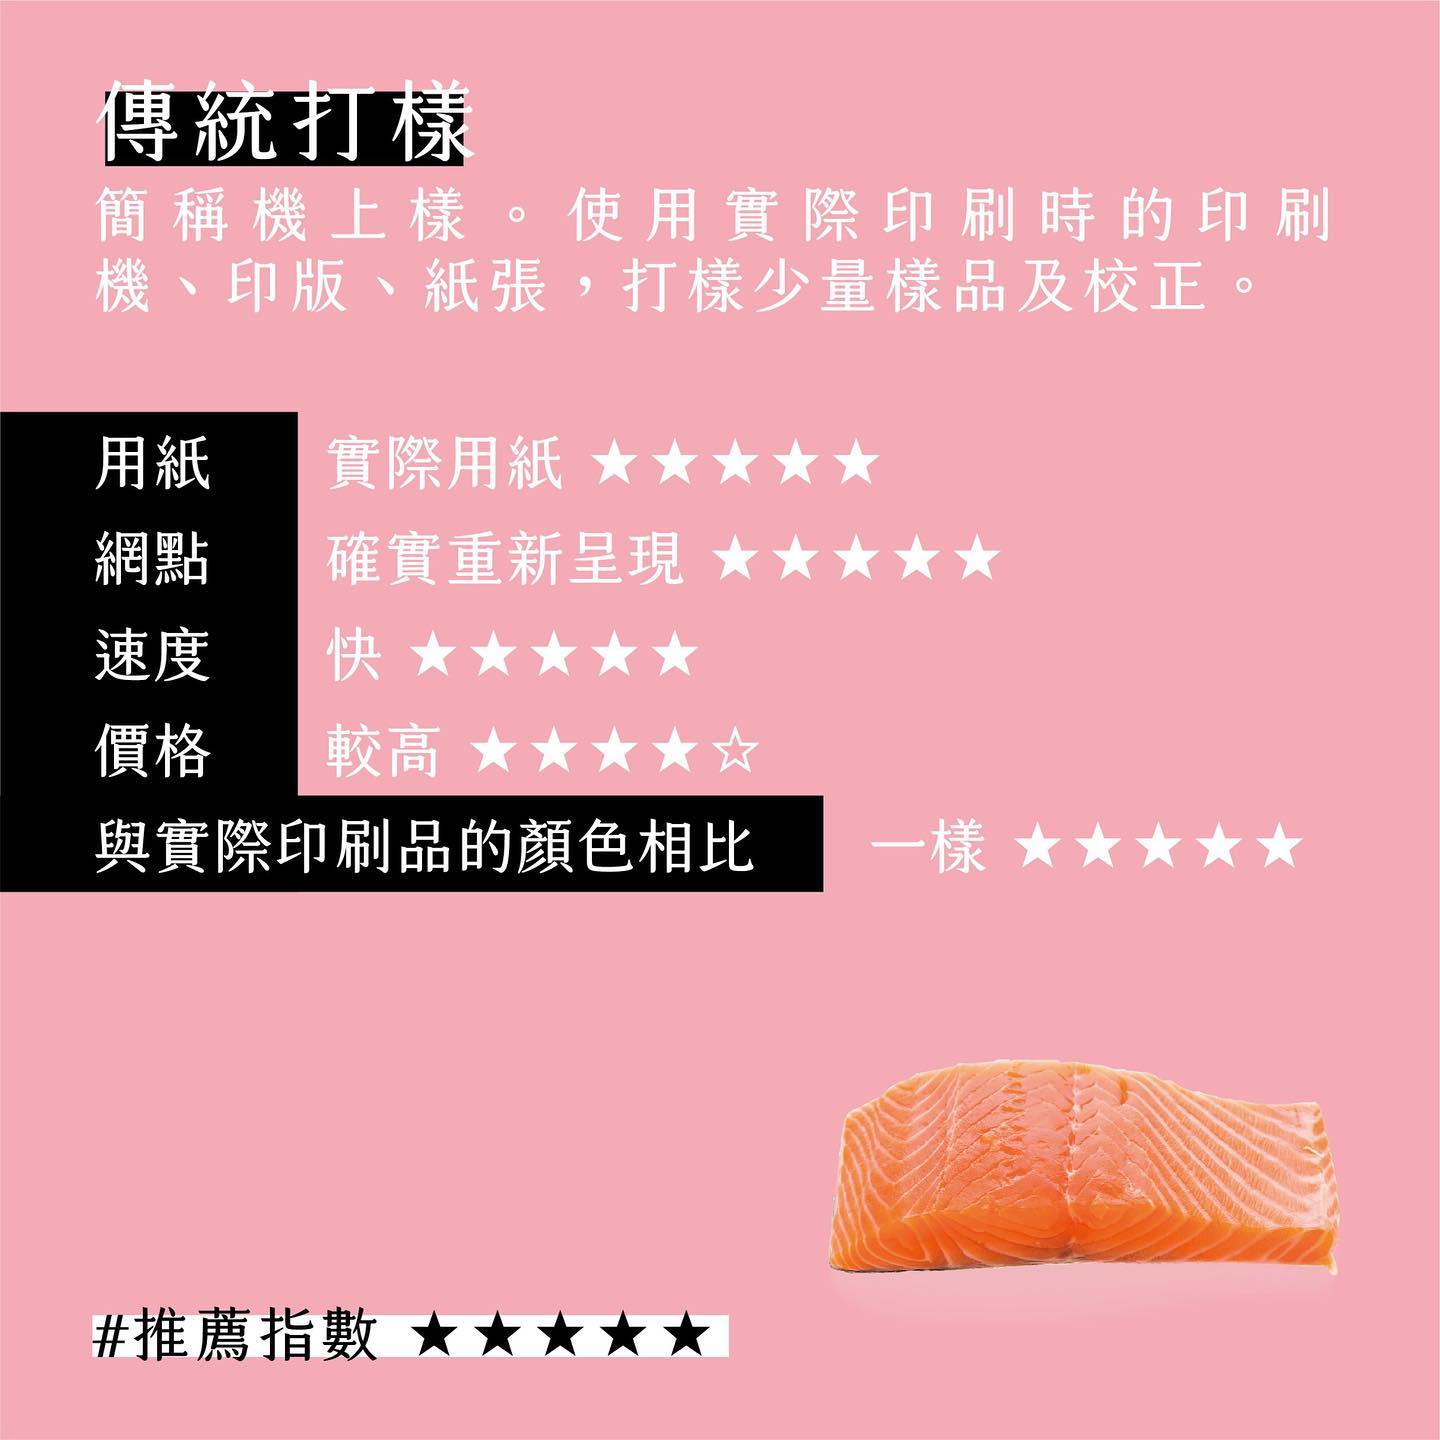 傳統打樣
簡稱機上樣。使用實際印刷時的印刷
機、印版、紙張，打樣少量樣品及校正。
用紙 實際用紙 ★★★★★
網點 確實重新呈現 ★★★★★
速度 快 ★★★★★
價格 較高 ★★★★☆
與實際印刷品的顏色相比 一樣 ★★★★★
#推薦指數 ★★★★★